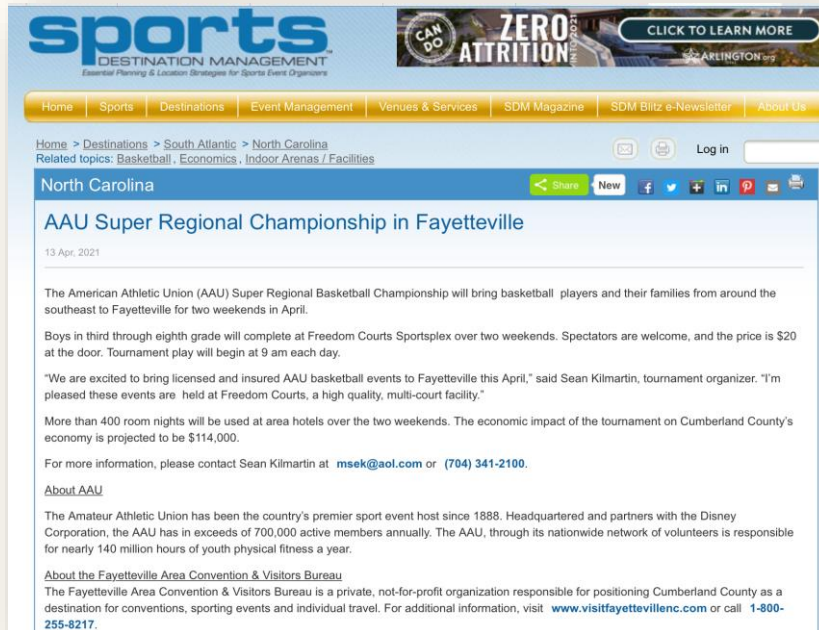 sports
DESTINATION MANAGEMENT
Essential Planning & Location Strategies for Sports Event Organizers
CAN DO
ZERO
ATTRITION
INTO 2021
CLICK TO LEARN MORE
ARLINGTON.org
Home Sports Destinations Event Management Venues & Services SDM Magazine SDM Blitz e-Newsletter About Us
Home > Destinations > South Atlantic > North Carolina
Related topics: Basketball , Economics , Indoor Arenas / Facilities
Log in
North Carolina
Share New
AAU Super Regional Championship in Fayetteville
13 Apr, 2021
The American Athletic Union (AAU) Super Regional Basketball Championship will bring basketball players and their families from around the
southeast to Fayetteville for two weekends in April.
Boys in third through eighth grade will complete at Freedom Courts Sportsplex over two weekends. Spectators are welcome, and the price is $20
at the door. Tournament play will begin at 9 am each day.
“We are excited to bring licensed and insured AAU basketball events to Fayetteville this April,” said Sean Kilmartin, tournament organizer. “I’m
pleased these events are held at Freedom Courts, a high quality, multi-court facility.”
More than 400 room nights will be used at area hotels over the two weekends. The economic impact of the tournament on Cumberland County’s
economy is projected to be $114,000.
For more information, please contact Sean Kilmartin at msek@aol.com or (704) 341-2100.
About AAU
The Amateur Athletic Union has been the country’s premier sport event host since 1888. Headquartered and partners with the Disney
Corporation, the AAU has in exceeds of 700,000 active members annually. The AAU, through its nationwide network of volunteers is responsible
for nearly 140 million hours of youth physical fitness a year.
About the Fayetteville Area Convention & Visitors Bureau
The Fayetteville Area Convention & Visitors Bureau is a private, not-for-profit organization responsible for positioning Cumberland County as a
destination for conventions, sporting events and individual travel. For additional information, visit www.visitfayettevillenc.com or call 1-800-
255-8217.